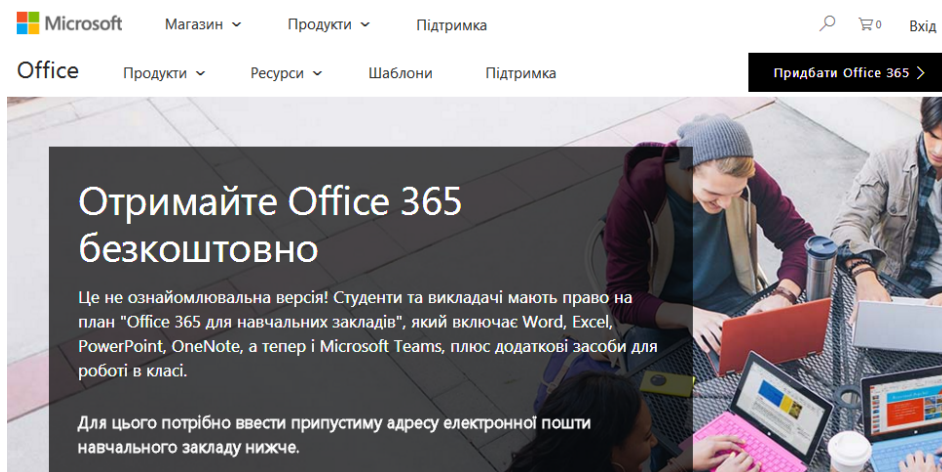 Microsoft Магазин Продукти Підтримка 0 Вхід
Office Продукти Ресурси Шаблони Підтримка Придбати Office 365
Отримайте Office 365
безкоштовно
Це не ознайомлювальна версія! Студенти та викладачі мають право на
план "Office 365 для навчальних закладів", який включає Word, Excel,
PowerPoint, OneNote, а тепер і Microsoft Teams, плюс додаткові засоби для
роботі в класі.
Для цього потрібно ввести припустиму адресу електронної пошти
навчального закладу нижче.